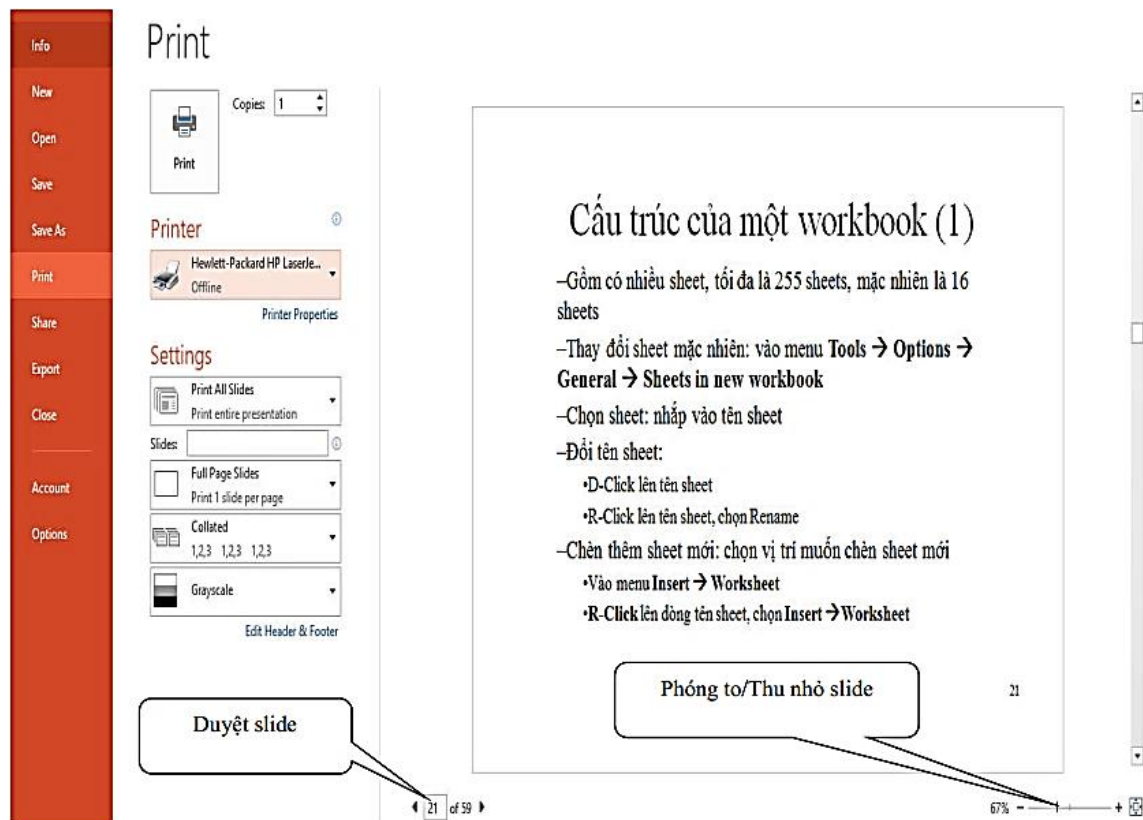 Info
New
Open
Save
Save As
Print
Share
Export
Close
Account
Options
Print
Copies: 1
Print
Printer
Hewlett-Packard HP LaserJe...
Offline
Printer Properties
Settings
Print All Slides
Print entire presentation
Slides:
Full Page Slides
Print 1 slide per page
Collated
1,2,3 1,2,3 1,2,3
Grayscale
Edit Header & Footer
Duyệt slide
21 of 59
Cấu trúc của một workbook (1)
–Gồm có nhiều sheet, tối đa là 255 sheets, mặc nhiên là 16
sheets
–Thay đổi sheet mặc nhiên: vào menu Tools → Options →
General → Sheets in new workbook
–Chọn sheet: nhắp vào tên sheet
–Đổi tên sheet:
•D-Click lên tên sheet
•R-Click lên tên sheet, chọn Rename
–Chèn thêm sheet mới: chọn vị trí muốn chèn sheet mới
•Vào menu Insert → Worksheet
•R-Click lên dòng tên sheet, chọn Insert → Worksheet
Phóng to/Thu nhỏ slide
21
67%